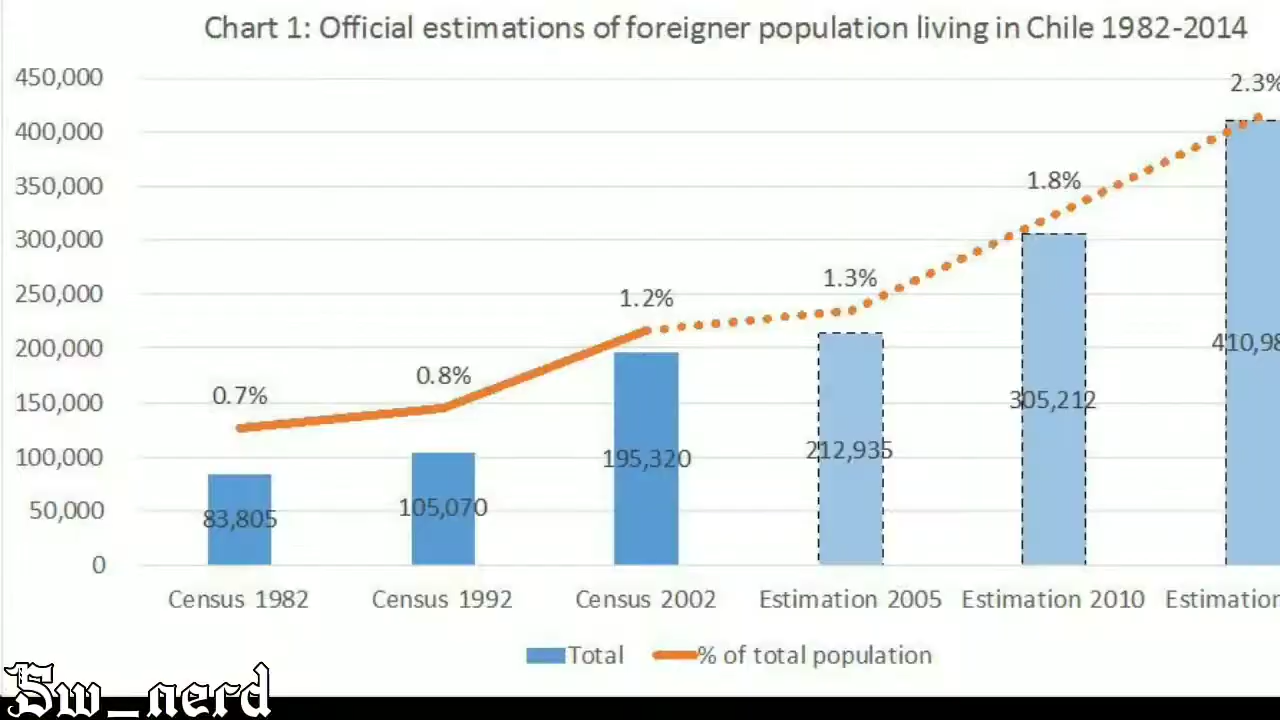 Chart 1: Official estimations of foreigner population living in Chile 1982-2014
450,000
400,000
350,000
300,000
250,000
200,000
150,000
100,000
50,000
0
0.7%
0.8%
1.2%
1.3%
1.8%
2.3%
83,805
105,070
195,320
212,935
305,212
410,98
Census 1982
Census 1992
Census 2002
Estimation 2005
Estimation 2010
Estimation
Total
% of total population
Sw_nerd